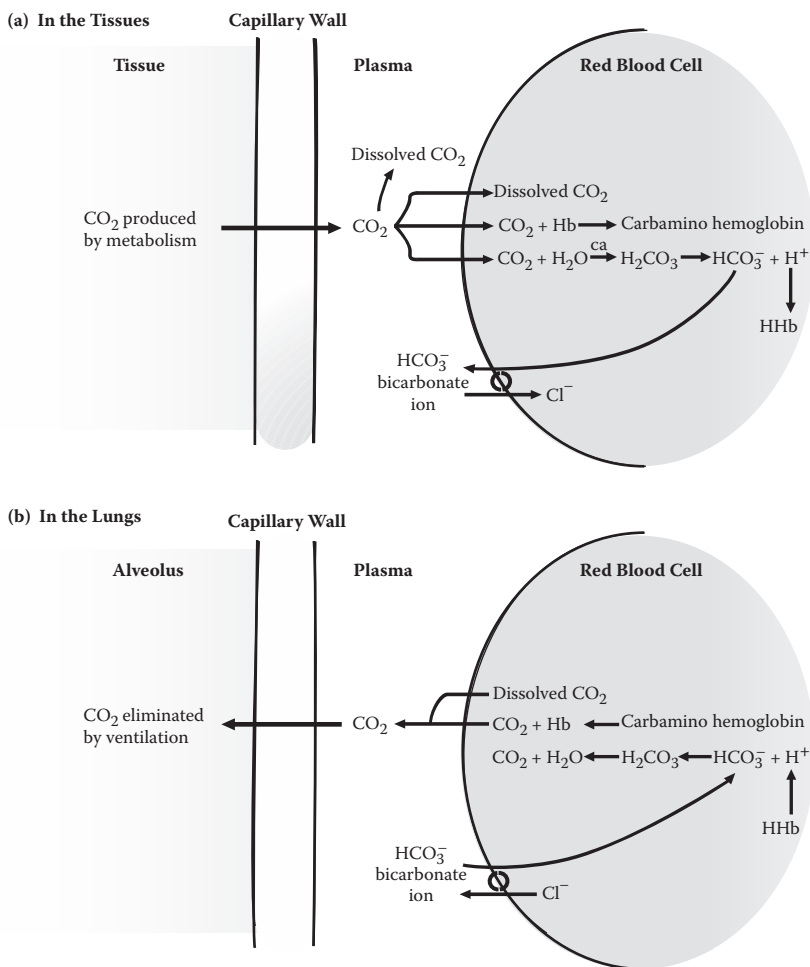 (a) In the Tissues
Capillary Wall
Tissue
Plasma
Red Blood Cell
Dissolved CO₂
Dissolved CO₂
CO₂ produced
by metabolism
CO₂
CO₂ + Hb
Carbamino hemoglobin
CO₂ + H₂O
ca
H₂CO₃
HCO₃⁻ + H⁺
HHb
HCO₃⁻
bicarbonate
ion
Cl⁻
(b) In the Lungs
Capillary Wall
Alveolus
Plasma
Red Blood Cell
Dissolved CO₂
CO₂ eliminated
by ventilation
CO₂
CO₂ + Hb
Carbamino hemoglobin
CO₂ + H₂O
H₂CO₃
HCO₃⁻ + H⁺
HHb
HCO₃⁻
bicarbonate
ion
Cl⁻